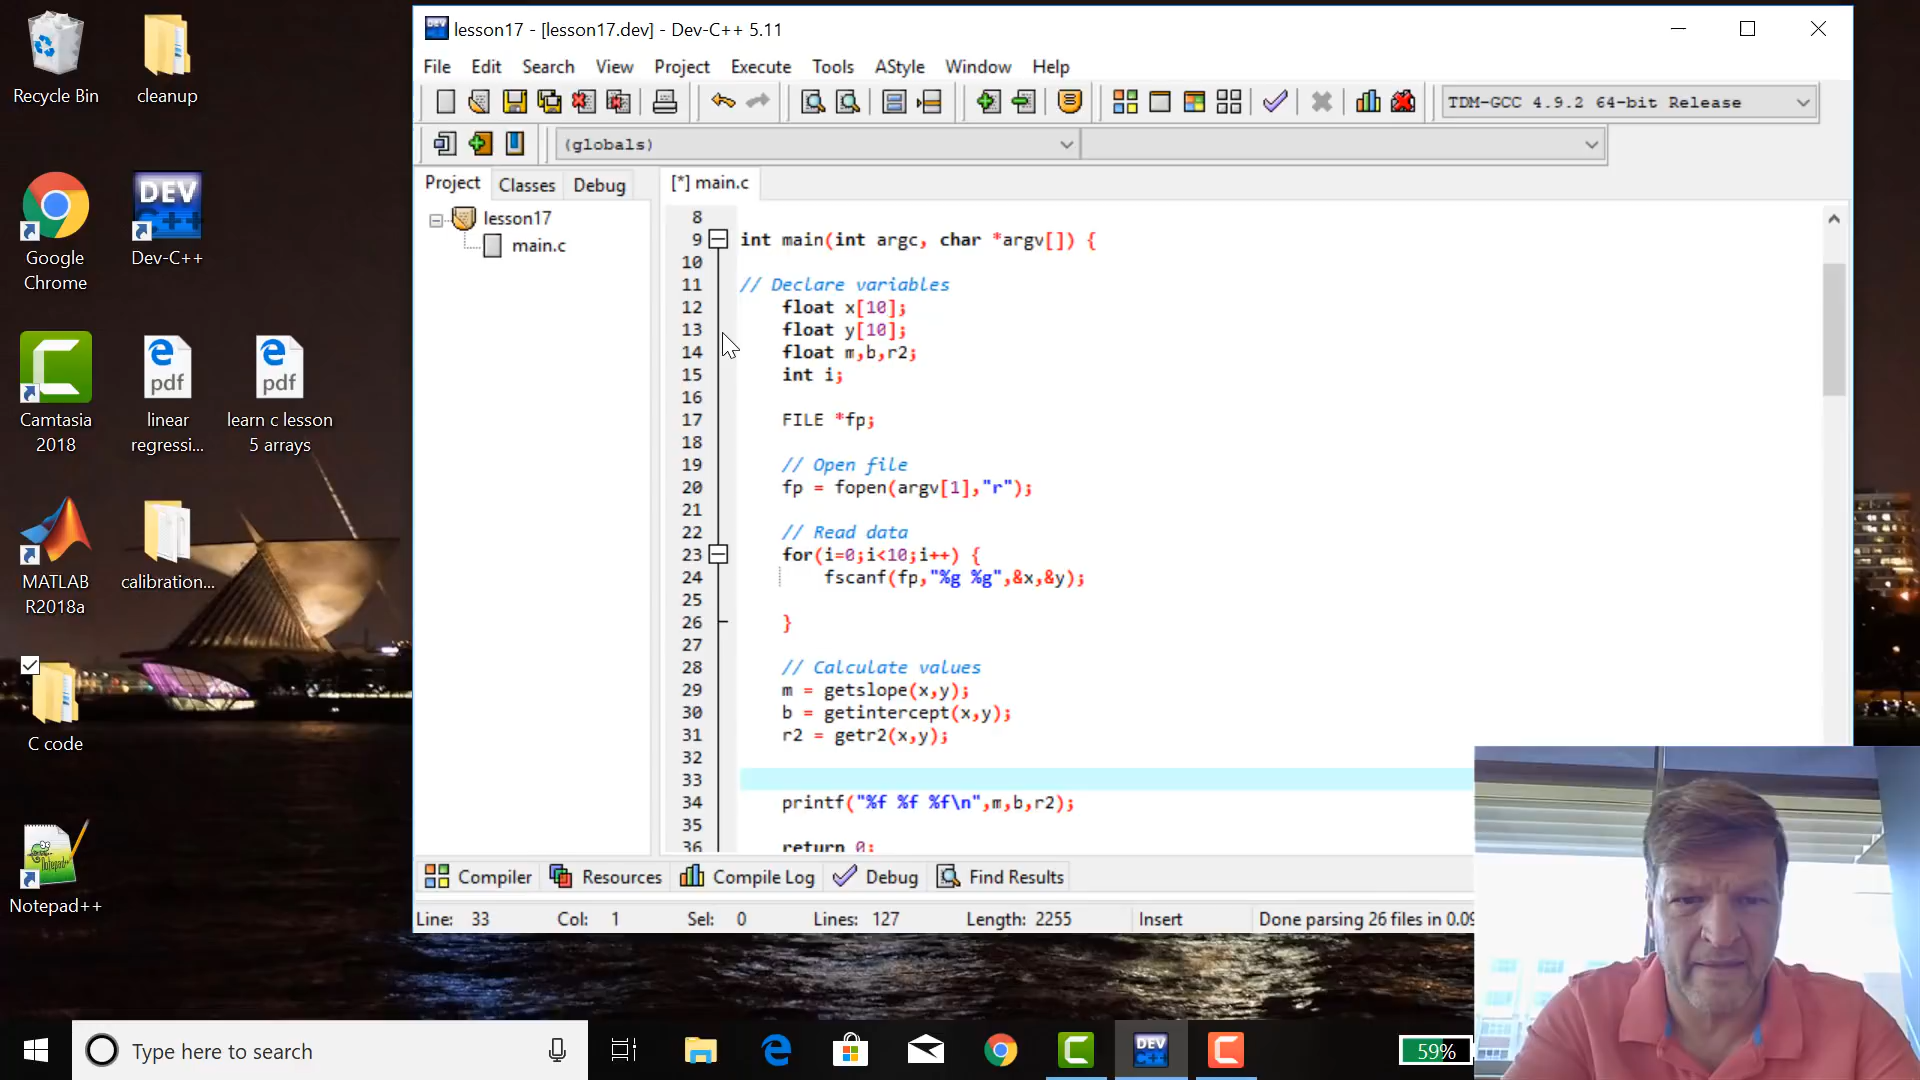 Recycle Bin
cleanup
Google
Chrome
DEV
C++
Dev-C++
Camtasia
2018
pdf
linear
regressi...
pdf
learn c lesson
5 arrays
MATLAB
R2018a
calibration...
C code
Notepad++
lesson17 - [lesson17.dev] - Dev-C++ 5.11
File Edit Search View Project Execute Tools AStyle Window Help
TDM-GCC 4.9.2 64-bit Release
(globals)
Project Classes Debug
lesson17
main.c
[*] main.c
8
9 int main(int argc, char *argv[]) {
10
11 // Declare variables
12 float x[10];
13 float y[10];
14 float m,b,r2;
15 int i;
16
17 FILE *fp;
18
19 // Open file
20 fp = fopen(argv[1],"r");
21
22 // Read data
23 for(i=0;i<10;i++) {
24 fscanf(fp,"%g %g",&x,&y);
25
26 }
27
28 // Calculate values
29 m = getslope(x,y);
30 b = getintercept(x,y);
31 r2 = getr2(x,y);
32
33
34 printf("%f %f %f\n",m,b,r2);
35
36 return 0;
Compiler Resources Compile Log Debug Find Results
Line: 33 Col: 1 Sel: 0 Lines: 127 Length: 2255 Insert Done parsing 26 files in 0.09
Type here to search
DEV
C++
59%